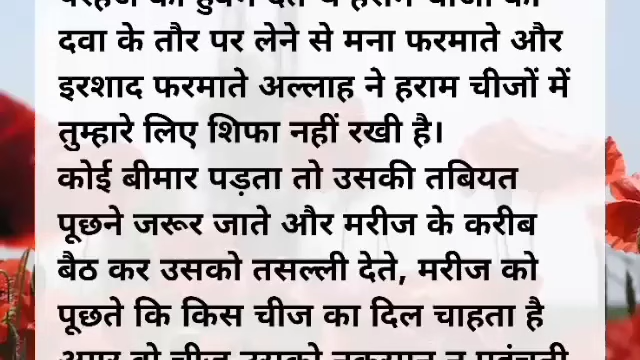 दवा के तौर पर लेने से मना फरमाते और
इरशाद फरमाते अल्लाह ने हराम चीजों में
तुम्हारे लिए शिफा नहीं रखी है।
कोई बीमार पड़ता तो उसकी तबियत
पूछने जरूर जाते और मरीज के करीब
बैठ कर उसको तसल्ली देते, मरीज को
पूछते कि किस चीज का दिल चाहता है